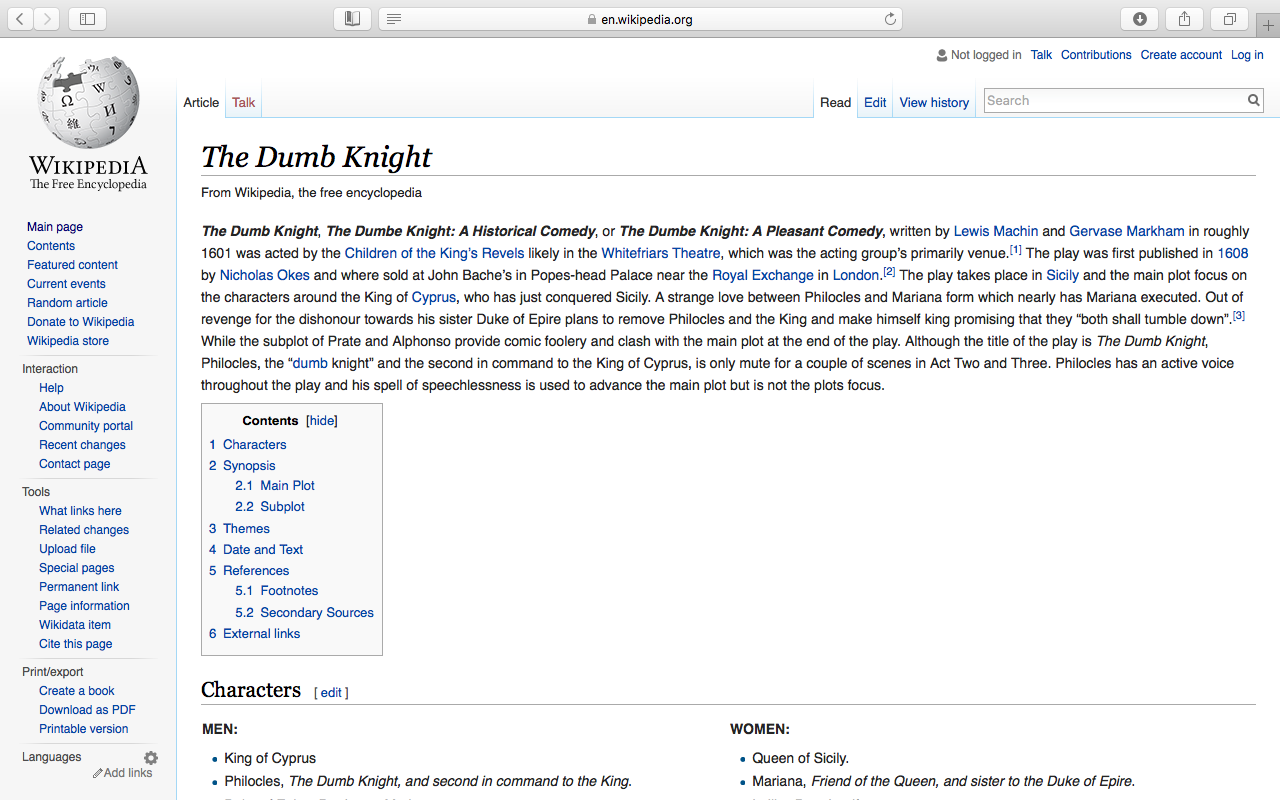 en.wikipedia.org
Not logged in Talk Contributions Create account Log in
Article Talk Read Edit View history Search
Ω W И 維
WIKIPEDIA
The Free Encyclopedia
Main page
Contents
Featured content
Current events
Random article
Donate to Wikipedia
Wikipedia store
Interaction
Help
About Wikipedia
Community portal
Recent changes
Contact page
Tools
What links here
Related changes
Upload file
Special pages
Permanent link
Page information
Wikidata item
Cite this page
Print/export
Create a book
Download as PDF
Printable version
Languages
Add links
The Dumb Knight
From Wikipedia, the free encyclopedia
The Dumb Knight, The Dumbe Knight: A Historical Comedy, or The Dumbe Knight: A Pleasant Comedy, written by Lewis Machin and Gervase Markham in roughly
1601 was acted by the Children of the King's Revels likely in the Whitefriars Theatre, which was the acting group's primarily venue.[1] The play was first published in 1608
by Nicholas Okes and where sold at John Bache's in Popes-head Palace near the Royal Exchange in London.[2] The play takes place in Sicily and the main plot focus on
the characters around the King of Cyprus, who has just conquered Sicily. A strange love between Philocles and Mariana form which nearly has Mariana executed. Out of
revenge for the dishonour towards his sister Duke of Epire plans to remove Philocles and the King and make himself king promising that they “both shall tumble down”.[3]
While the subplot of Prate and Alphonso provide comic foolery and clash with the main plot at the end of the play. Although the title of the play is The Dumb Knight,
Philocles, the “dumb knight” and the second in command to the King of Cyprus, is only mute for a couple of scenes in Act Two and Three. Philocles has an active voice
throughout the play and his spell of speechlessness is used to advance the main plot but is not the plots focus.
Contents [hide]
1 Characters
2 Synopsis
2.1 Main Plot
2.2 Subplot
3 Themes
4 Date and Text
5 References
5.1 Footnotes
5.2 Secondary Sources
6 External links
Characters [ edit ]
MEN: WOMEN:
• King of Cyprus • Queen of Sicily.
• Philocles, The Dumb Knight, and second in command to the King. • Mariana, Friend of the Queen, and sister to the Duke of Epire.